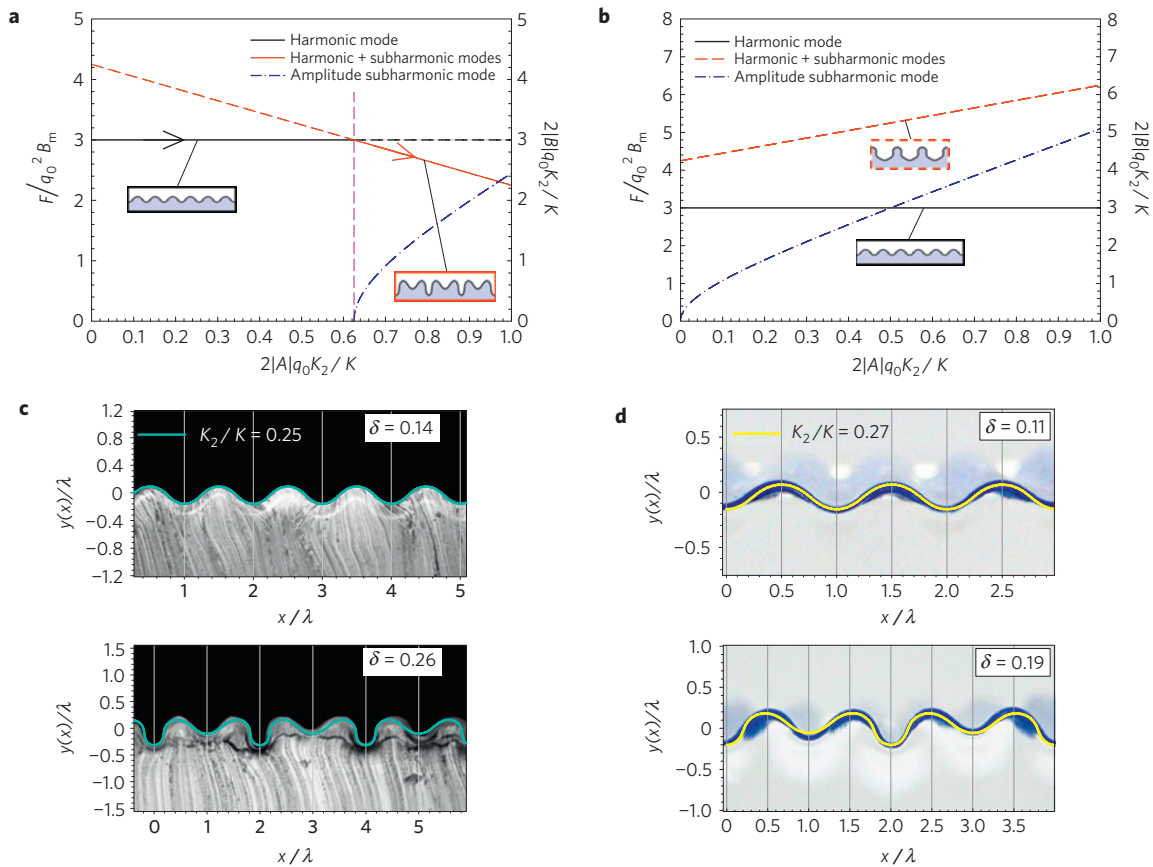 a
5
4
3
2
1
0
F/q₀² Bₘ
0 0.1 0.2 0.3 0.4 0.5 0.6 0.7 0.8 0.9 1.0
2|A|q₀K₂/ K
5
4
3
2
1
0
2|B|q₀K₂/ K
Harmonic mode
Harmonic + subharmonic modes
Amplitude subharmonic mode
b
8
7
6
5
4
3
2
1
0
F/q₀² Bₘ
0 0.1 0.2 0.3 0.4 0.5 0.6 0.7 0.8 0.9 1.0
2|A|q₀K₂/ K
8
7
6
5
4
3
2
1
0
2|B|q₀K₂/ K
Harmonic mode
Harmonic + subharmonic modes
Amplitude subharmonic mode
c
1.2
0.8
0.4
0
−0.4
−0.8
−1.2
y(x)/λ
K₂/ K = 0.25
δ = 0.14
1 2 3 4 5
x / λ
1.5
1.0
0.5
0
−0.5
−1.0
−1.5
y(x)/λ
δ = 0.26
0 1 2 3 4 5
x / λ
d
0.5
0
−0.5
y(x)/λ
K₂/ K = 0.27
δ = 0.11
0 0.5 1.0 1.5 2.0 2.5
x / λ
1.0
0.5
0
−0.5
−1.0
y(x)/λ
δ = 0.19
0 0.5 1.0 1.5 2.0 2.5 3.0 3.5
x / λ